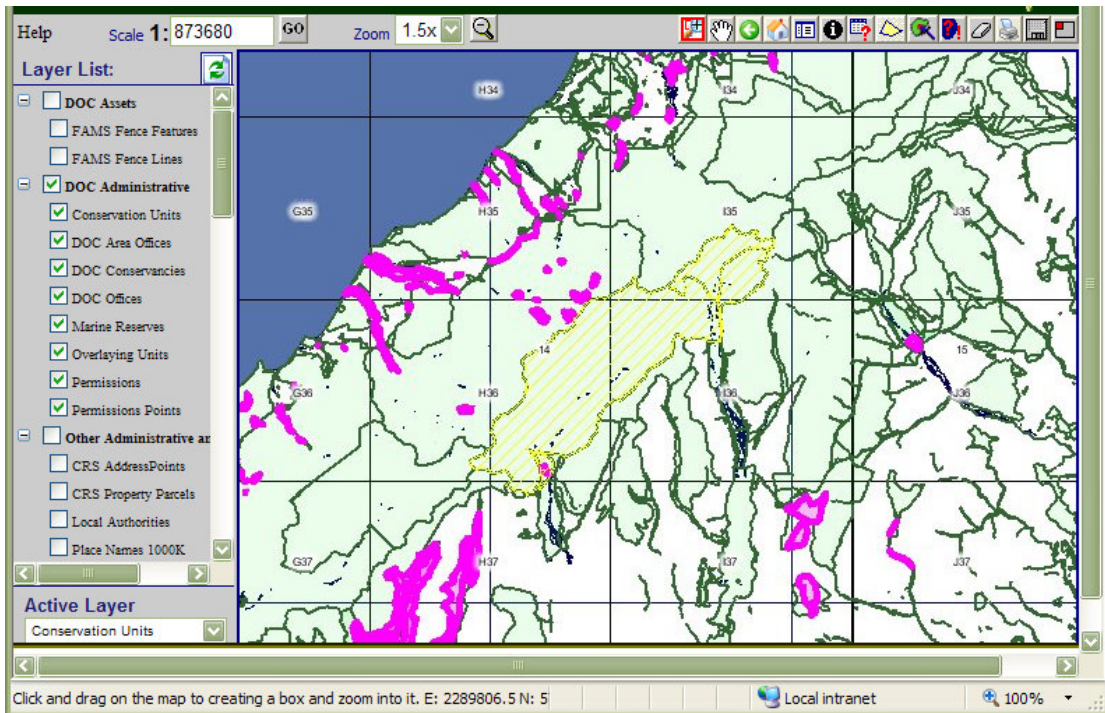 Help Scale 1: 873680 GO Zoom 1.5x
Layer List:
DOC Assets
FAMS Fence Features
FAMS Fence Lines
DOC Administrative
Conservation Units
DOC Area Offices
DOC Conservancies
DOC Offices
Marine Reserves
Overlaying Units
Permissions
Permissions Points
Other Administrative ar
CRS AddressPoints
CRS Property Parcels
Local Authorities
Place Names 1000K
Active Layer
Conservation Units
H34 I34 J34
G35 H35 I35 J35
14 15
G36 H36 I36 J36
G37 H37 I37 J37
Click and drag on the map to creating a box and zoom into it. E: 2289806.5 N: 5 Local intranet 100%